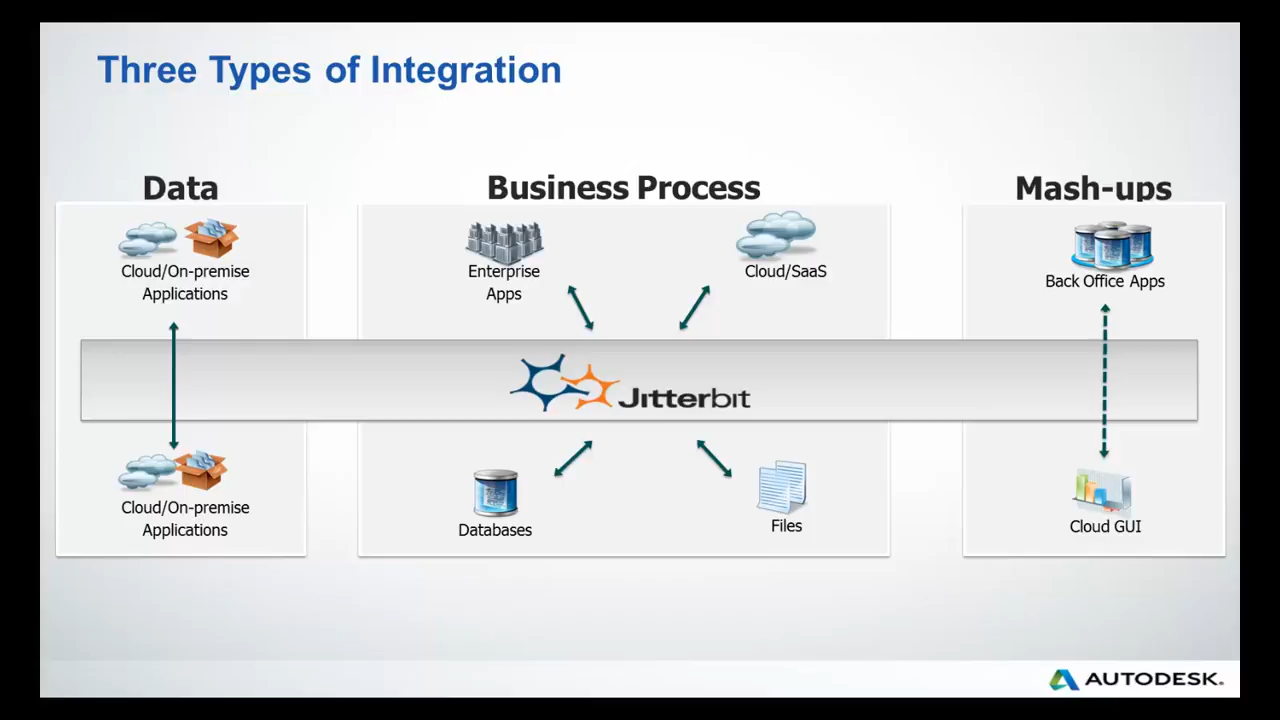 Three Types of Integration
Data
Business Process
Mash-ups
Cloud/On-premise
Applications
Enterprise
Apps
Cloud/SaaS
Back Office Apps
Jitterbit
Cloud/On-premise
Applications
Databases
Files
Cloud GUI
AUTODESK.